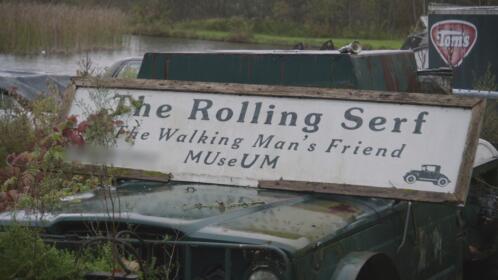 The Rolling Serf
The Walking Man's Friend
MUseUM
Tom's